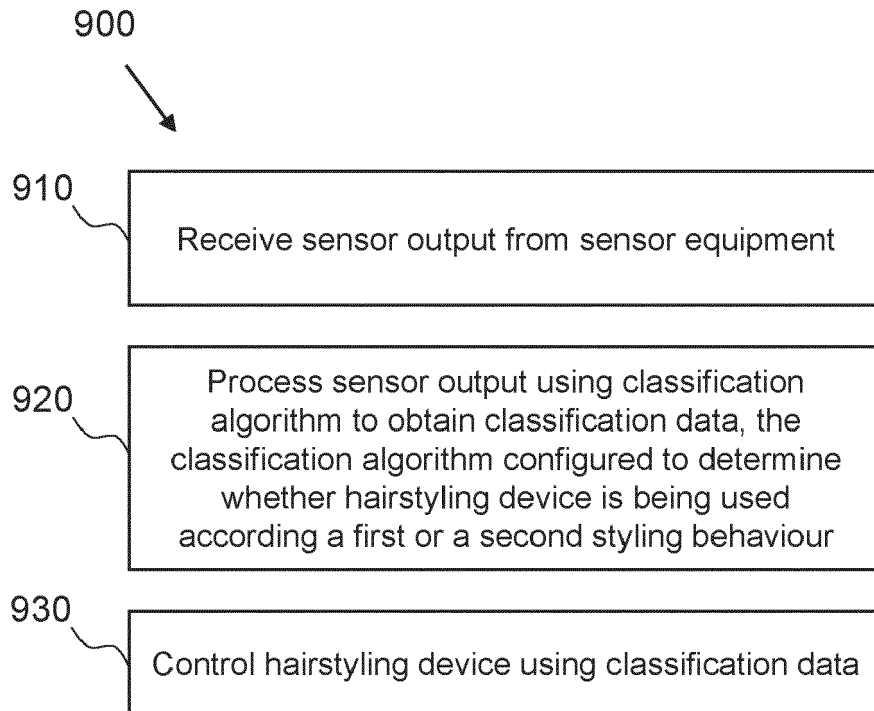 900
910
Receive sensor output from sensor equipment
920
Process sensor output using classification
algorithm to obtain classification data, the
classification algorithm configured to determine
whether hairstyling device is being used
according a first or a second styling behaviour
930
Control hairstyling device using classification data